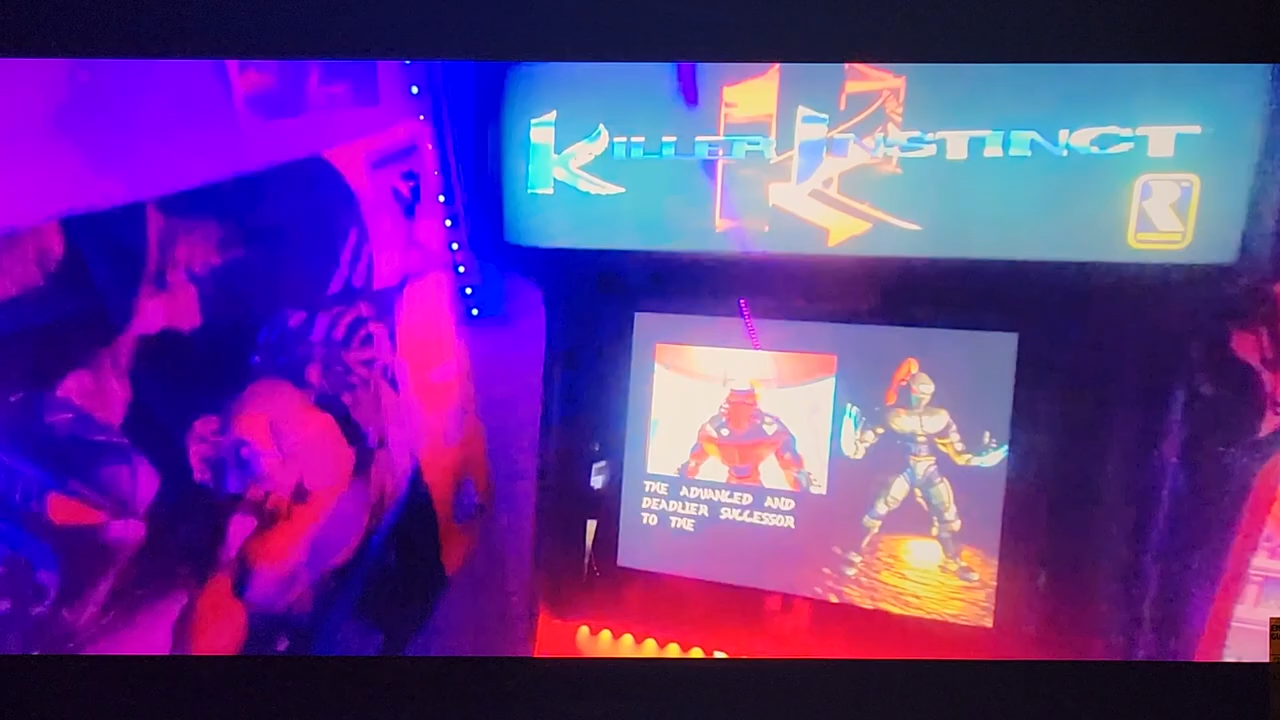 KILLER INSTINCT
THE ADVANCED AND
DEADLIER SUCCESSOR
TO THE